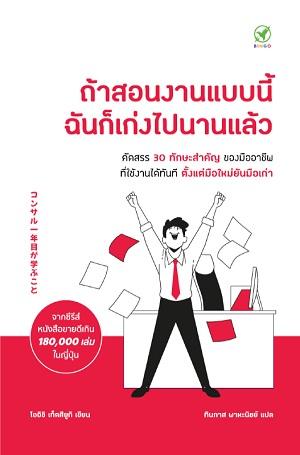 BINGO
ถ้าสอนงานแบบนี้
ฉันก็เก่งไปนานแล้ว
คัดสรร 30 ทักษะสำคัญ ของมืออาชีพ
ที่ใช้งานได้ทันที ตั้งแต่มือใหม่ยันมือเก่า
コンサル一年目が学ぶこと
จากซีรีส์
หนังสือขายดีเกิน
180,000 เล่ม
ในญี่ปุ่น
โออิชิ เท็ตสึยูกิ เขียน
ทินภาส พาหะนิชย์ แปล